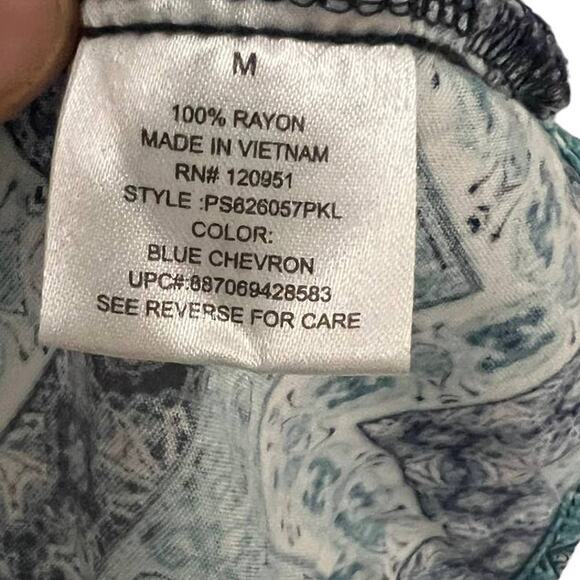 M
100% RAYON
MADE IN VIETNAM
RN# 120951
STYLE :PS626057PKL
COLOR:
BLUE CHEVRON
UPC#:887069428583
SEE REVERSE FOR CARE